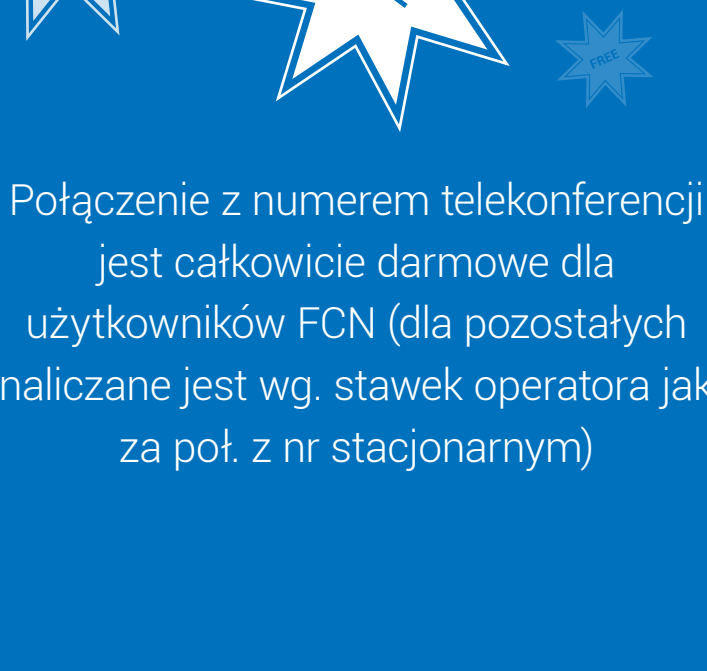 FREE
Połączenie z numerem telekonferencji
jest całkowicie darmowe dla
użytkowników FCN (dla pozostałych
naliczane jest wg. stawek operatora jak
za poł. z nr stacjonarnym)